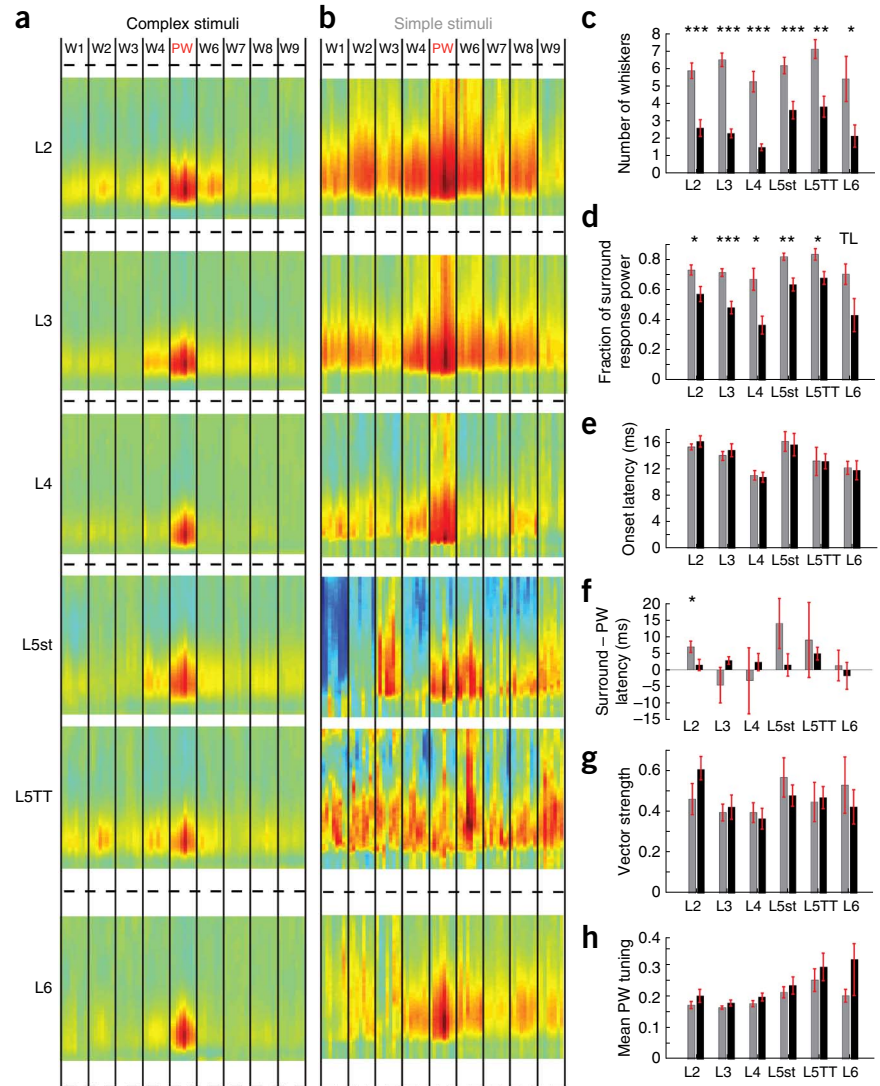 a
Complex stimuli
W1 W2 W3 W4 PW W6 W7 W8 W9
L2
L3
L4
L5st
L5TT
L6
b
Simple stimuli
W1 W2 W3 W4 PW W6 W7 W8 W9
c
Number of whiskers
8
7
6
5
4
3
2
1
0
*** *** *** *** ** *
L2 L3 L4 L5st L5TT L6
d
Fraction of surround
response power
0.8
0.6
0.4
0.2
0
* *** * ** * TL
L2 L3 L4 L5st L5TT L6
e
Onset latency (ms)
16
12
8
4
0
L2 L3 L4 L5st L5TT L6
f
Surround – PW
latency (ms)
20
15
10
5
0
–5
–10
–15
*
L2 L3 L4 L5st L5TT L6
g
Vector strength
0.6
0.4
0.2
0
L2 L3 L4 L5st L5TT L6
h
Mean PW tuning
0.4
0.3
0.2
0.1
0
L2 L3 L4 L5st L5TT L6